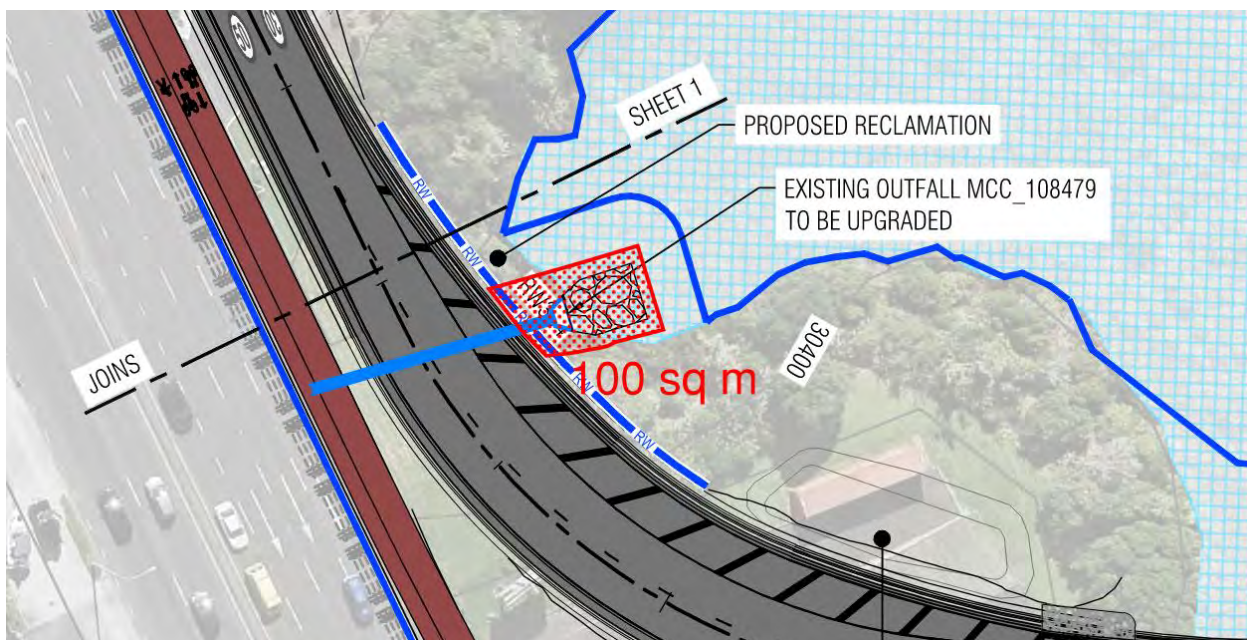 50
SHEET 1
PROPOSED RECLAMATION
EXISTING OUTFALL MCC_108479
TO BE UPGRADED
RW
RW
RW
RW
RW
JOINS
30400
100 sq m